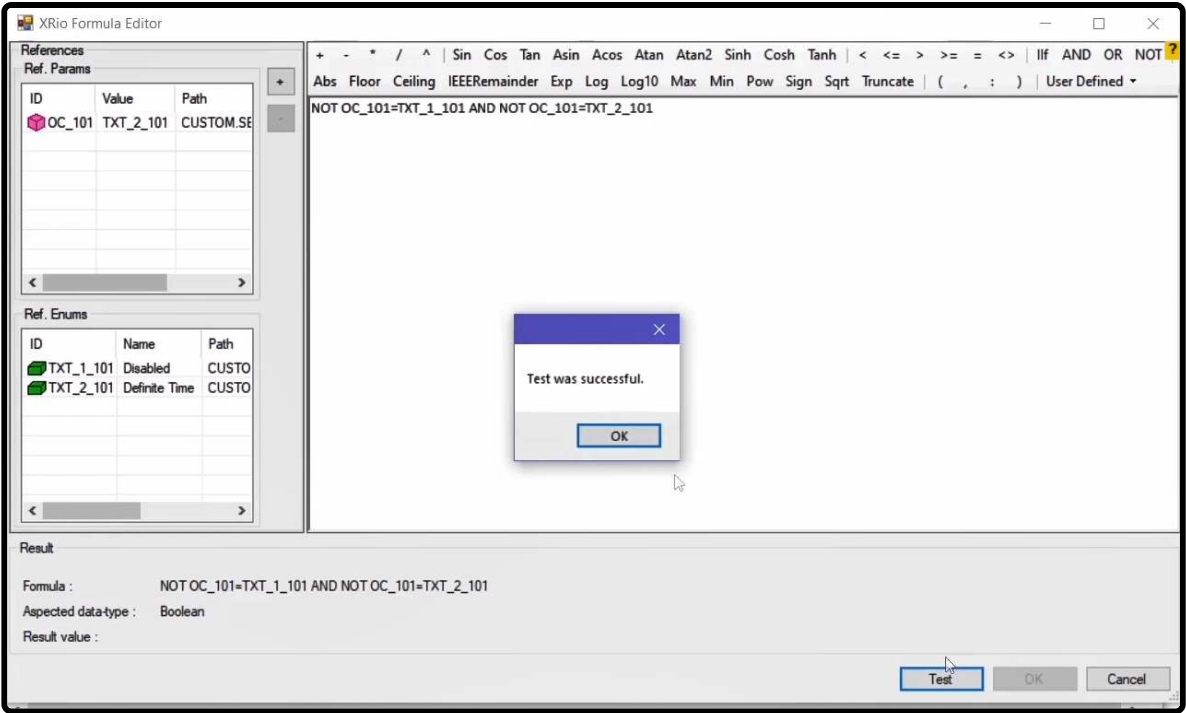 XRio Formula Editor
References
Ref. Params
ID Value Path
OC_101 TXT_2_101 CUSTOM.SE
+
-
Ref. Enums
ID Name Path
TXT_1_101 Disabled CUSTO
TXT_2_101 Definite Time CUSTO
+ - * / ^ Sin Cos Tan Asin Acos Atan Atan2 Sinh Cosh Tanh < <= > >= = <> IIf AND OR NOT ?
Abs Floor Ceiling IEEERemainder Exp Log Log10 Max Min Pow Sign Sqrt Truncate ( , : ) User Defined
NOT OC_101=TXT_1_101 AND NOT OC_101=TXT_2_101
Test was successful.
OK
Result
Formula : NOT OC_101=TXT_1_101 AND NOT OC_101=TXT_2_101
Aspected data-type : Boolean
Result value :
Test OK Cancel